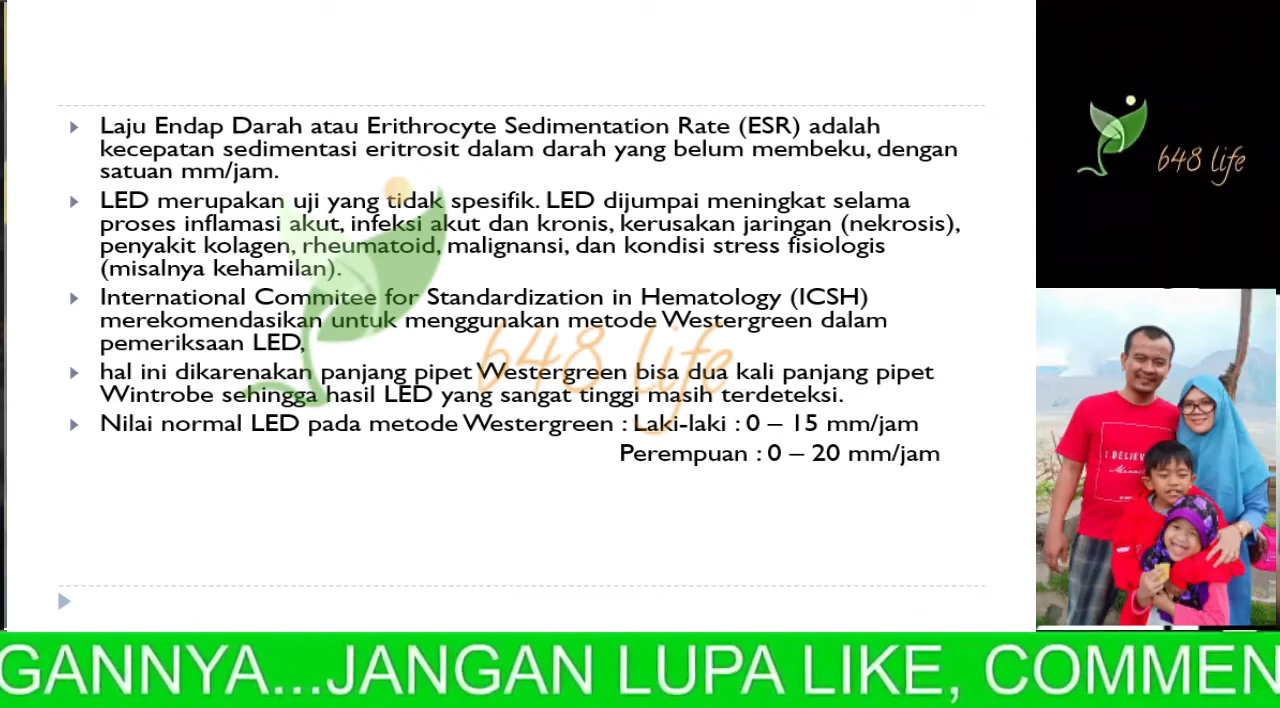 Laju Endap Darah atau Erithrocyte Sedimentation Rate (ESR) adalah
kecepatan sedimentasi eritrosit dalam darah yang belum membeku, dengan
satuan mm/jam.
LED merupakan uji yang tidak spesifik. LED dijumpai meningkat selama
proses inflamasi akut, infeksi akut dan kronis, kerusakan jaringan (nekrosis),
penyakit kolagen, rheumatoid, malignansi, dan kondisi stress fisiologis
(misalnya kehamilan).
International Commitee for Standardization in Hematology (ICSH)
merekomendasikan untuk menggunakan metode Westergreen dalam
pemeriksaan LED,
hal ini dikarenakan panjang pipet Westergreen bisa dua kali panjang pipet
Wintrobe sehingga hasil LED yang sangat tinggi masih terdeteksi.
Nilai normal LED pada metode Westergreen : Laki-laki : 0 – 15 mm/jam
Perempuan : 0 – 20 mm/jam
648 life
648 life
I BELIEVE
GANNYA...JANGAN LUPA LIKE, COMMEN